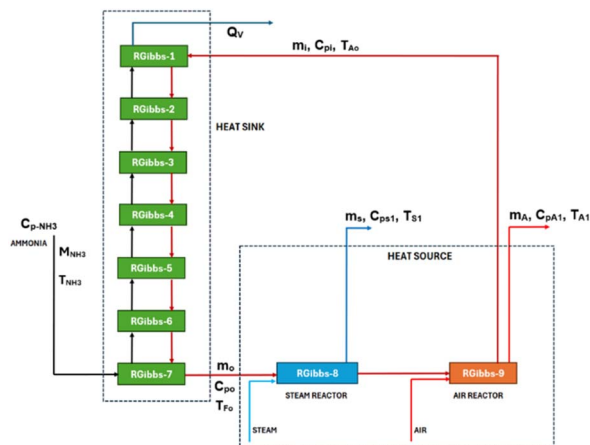 Qv
mi, Cpi, TAo
RGibbs-1
RGibbs-2
HEAT SINK
RGibbs-3
RGibbs-4
Cp-NH3
AMMONIA
MNH3
TNH3
RGibbs-5
RGibbs-6
RGibbs-7
ms, Cps1, TS1
mA, CpA1, TA1
HEAT SOURCE
mo
Cpo
TFo
RGibbs-8
STEAM REACTOR
RGibbs-9
AIR REACTOR
STEAM
AIR